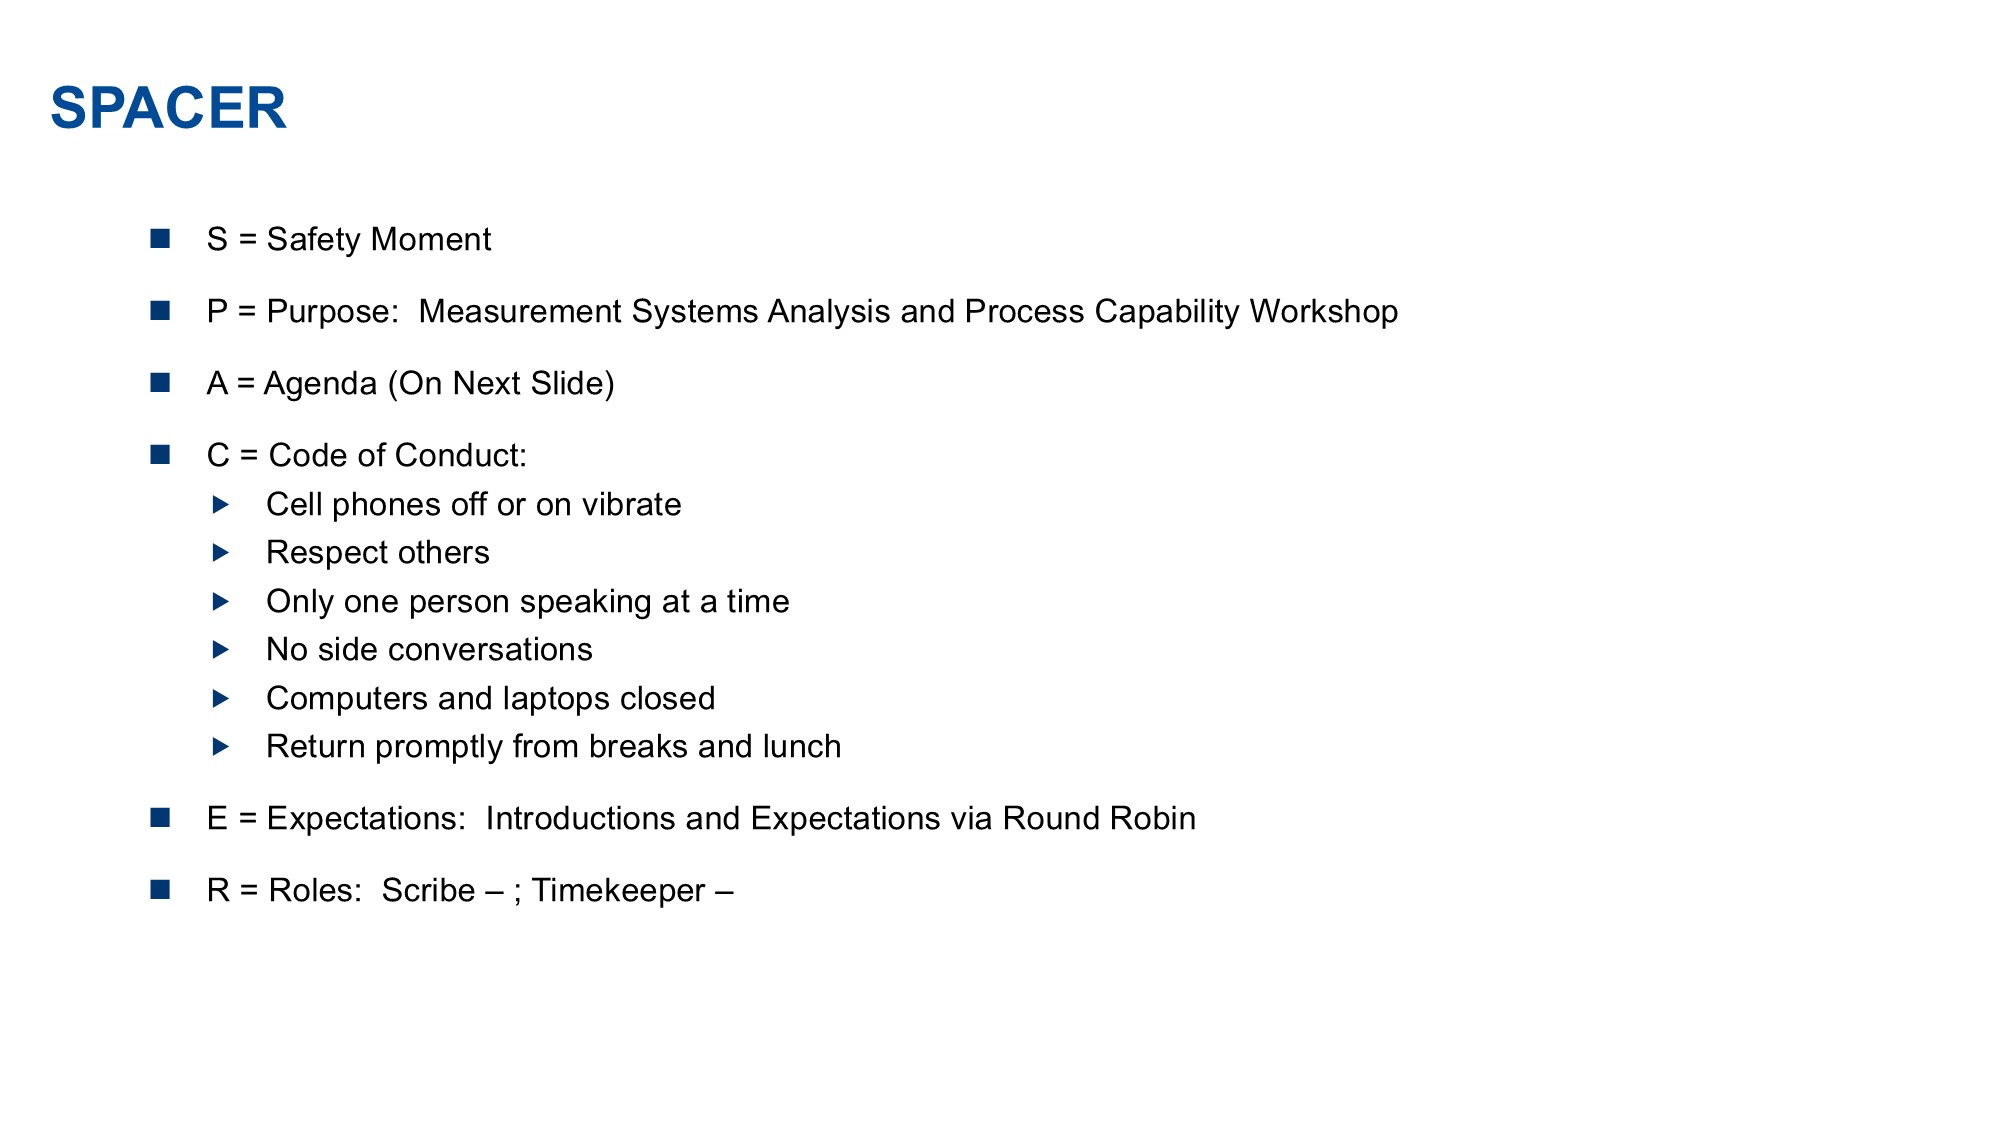 SPACER
S = Safety Moment
P = Purpose:  Measurement Systems Analysis and Process Capability Workshop
A = Agenda (On Next Slide)
C = Code of Conduct:
Cell phones off or on vibrate
Respect others
Only one person speaking at a time
No side conversations
Computers and laptops closed
Return promptly from breaks and lunch
E = Expectations:  Introductions and Expectations via Round Robin
R = Roles:  Scribe – ; Timekeeper –